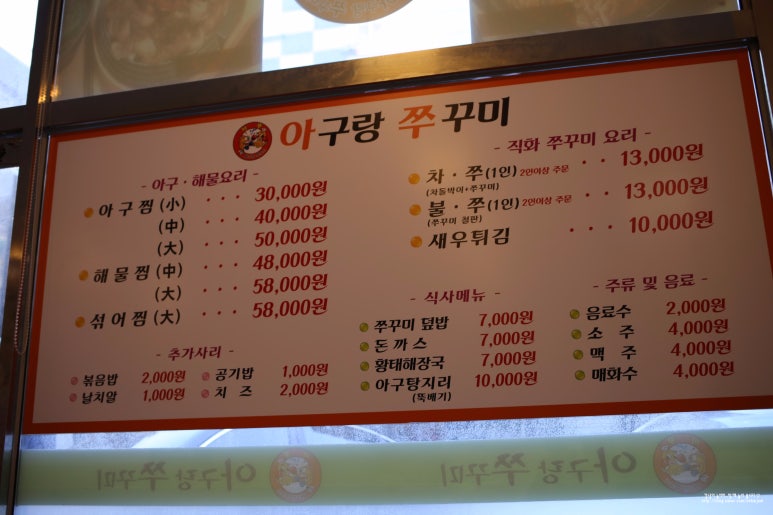 아구랑 쭈꾸미
- 아구·해물요리 -
아구찜 (小) ··· 30,000원
(中) ··· 40,000원
(大) ··· 50,000원
해물찜 (中) ··· 48,000원
(大) ··· 58,000원
섞어찜 (大) ··· 58,000원
- 추가사리 -
볶음밥 2,000원 공기밥 1,000원
날치알 1,000원 치즈 2,000원
- 직화 쭈꾸미 요리 -
차·쭈(1인) 2인이상 주문 ·· 13,000원
(차돌박이+쭈꾸미)
불·쭈(1인) 2인이상 주문 ·· 13,000원
(쭈꾸미 철판)
새우튀김 ··· 10,000원
- 식사메뉴 -
쭈꾸미 덮밥 7,000원
돈까스 7,000원
황태해장국 7,000원
아구탕지리 10,000원
(뚝배기)
- 주류 및 음료 -
음료수 2,000원
소주 4,000원
맥주 4,000원
매화수 4,000원
아구랑 쭈꾸미
아구랑 쭈꾸미